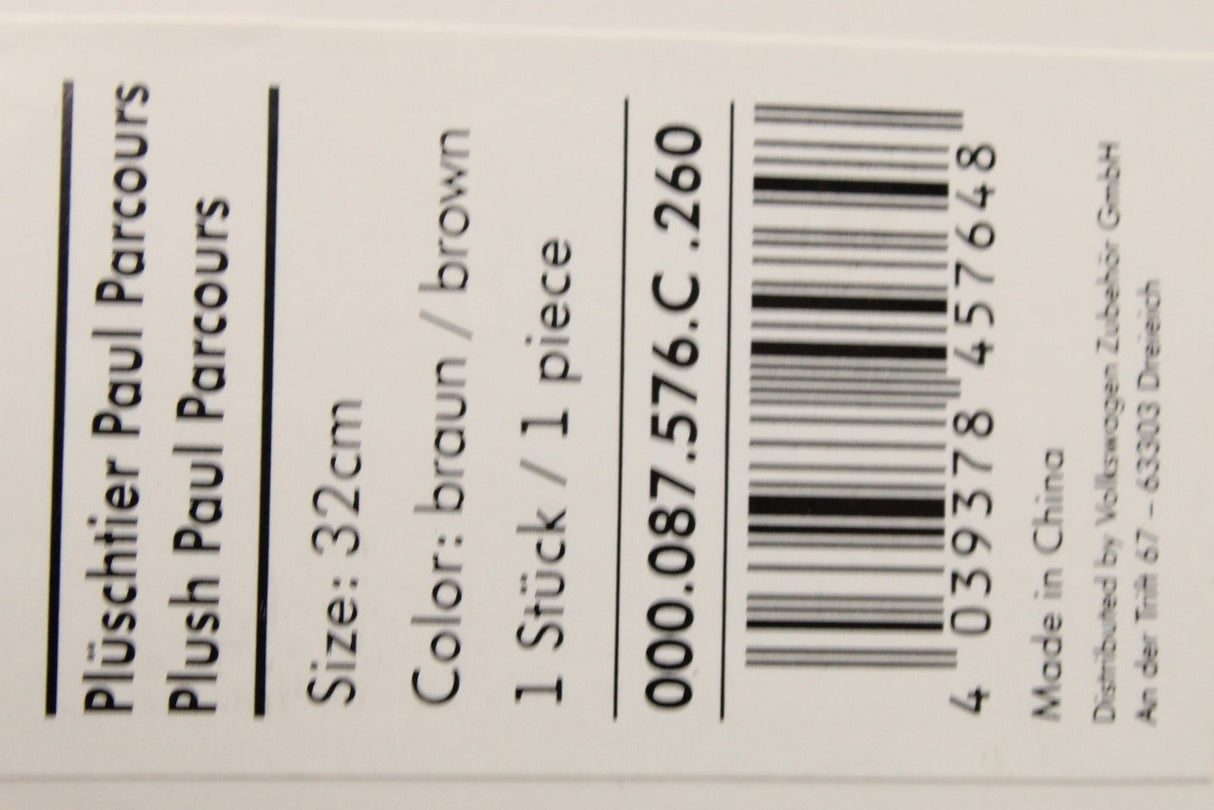 Plüschtier Paul Parcours
Plush Paul Parcours
Size: 32cm
Color: braun / brown
1 Stück / 1 piece
000.087.576.C .260
4 039378 457648
Made in China
Distributed by Volkswagen Zubehör GmbH
An der Trift 67 – 63303 Dreieich